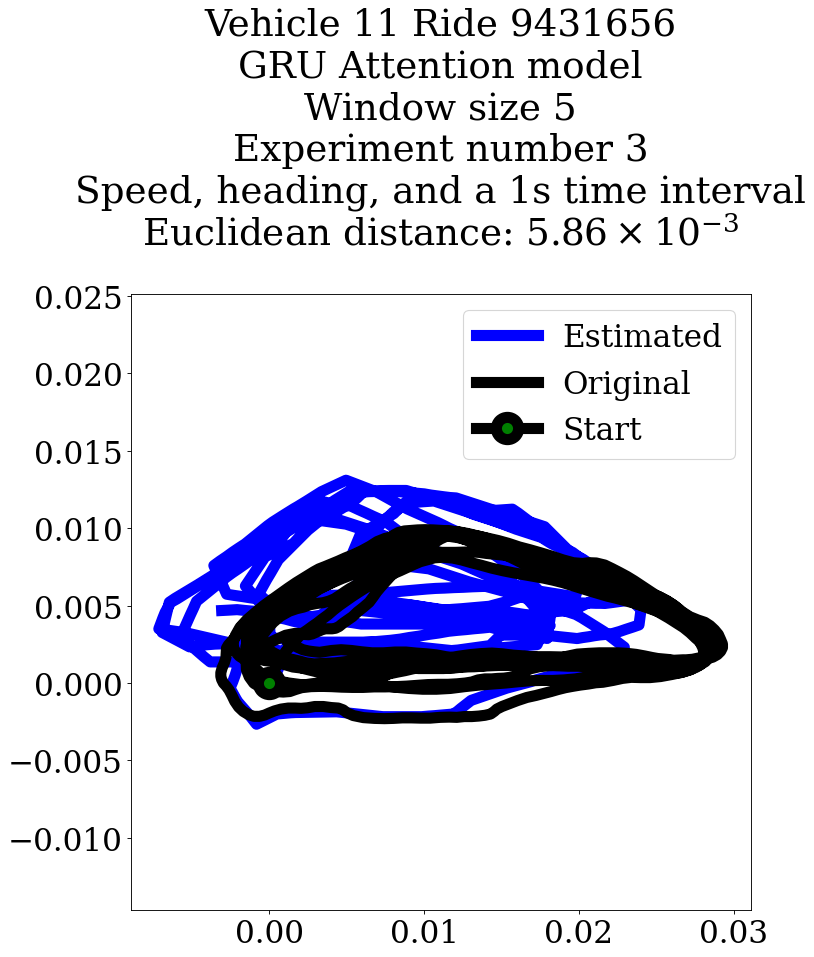 Vehicle 11 Ride 9431656
GRU Attention model
Window size 5
Experiment number 3
Speed, heading, and a 1s time interval
Euclidean distance: 5.86 × 10⁻³
0.025
0.020
0.015
0.010
0.005
0.000
−0.005
−0.010
Estimated
Original
Start
0.00 0.01 0.02 0.03